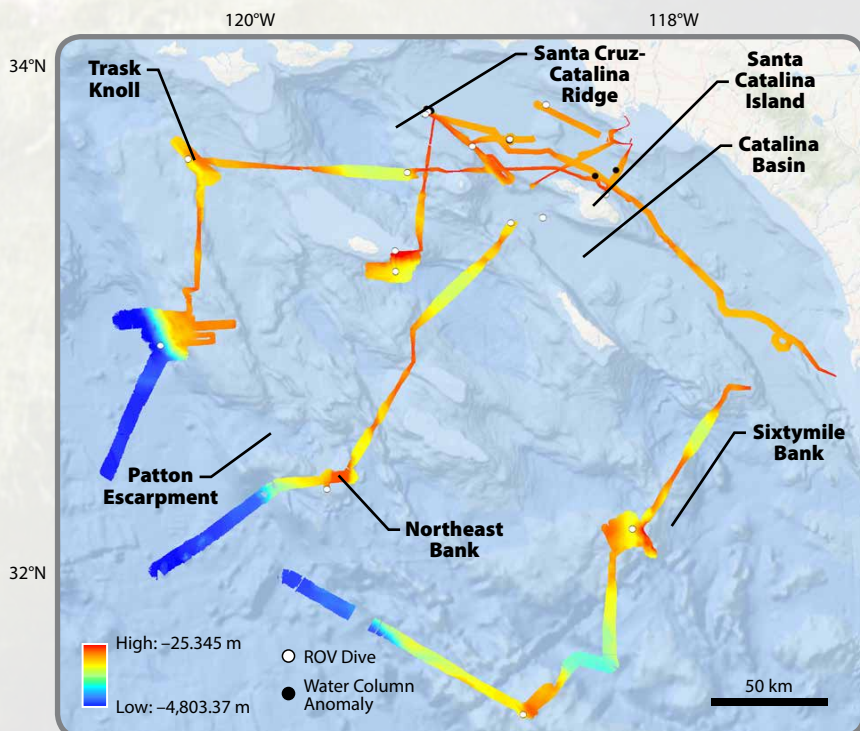 120°W
118°W
34°N
32°N
Trask
Knoll
Santa Cruz-
Catalina
Ridge
Santa
Catalina
Island
Catalina
Basin
Patton
Escarpment
Northeast
Bank
Sixtymile
Bank
High: –25.345 m
Low: –4,803.37 m
ROV Dive
Water Column
Anomaly
50 km